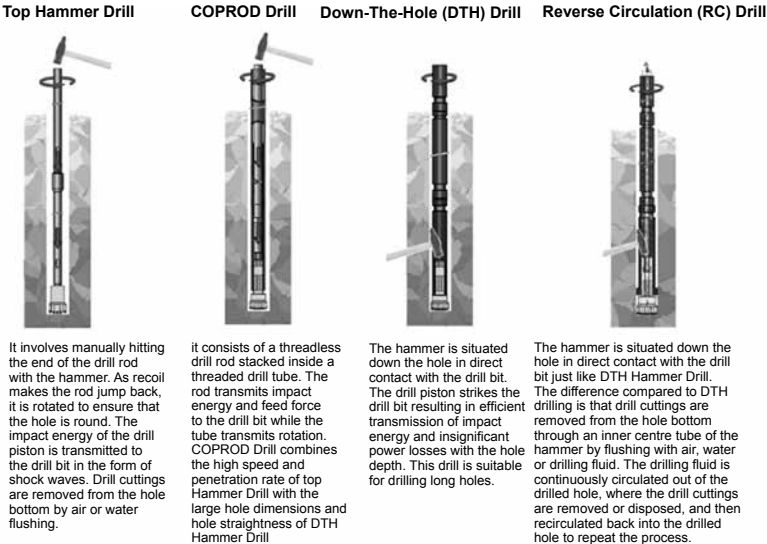 Top Hammer Drill
COPROD Drill
Down-The-Hole (DTH) Drill
Reverse Circulation (RC) Drill
It involves manually hitting
the end of the drill rod
with the hammer. As recoil
makes the rod jump back,
it is rotated to ensure that
the hole is round. The
impact energy of the drill
piston is transmitted to
the drill bit in the form of
shock waves. Drill cuttings
are removed from the hole
bottom by air or water
flushing.
it consists of a threadless
drill rod stacked inside a
threaded drill tube. The
rod transmits impact
energy and feed force
to the drill bit while the
tube transmits rotation.
COPROD Drill combines
the high speed and
penetration rate of top
Hammer Drill with the
large hole dimensions and
hole straightness of DTH
Hammer Drill
The hammer is situated
down the hole in direct
contact with the drill bit.
The drill piston strikes the
drill bit resulting in efficient
transmission of impact
energy and insignificant
power losses with the hole
depth. This drill is suitable
for drilling long holes.
The hammer is situated down the
hole in direct contact with the drill
bit just like DTH Hammer Drill.
The difference compared to DTH
drilling is that drill cuttings are
removed from the hole bottom
through an inner centre tube of the
hammer by flushing with air, water
or drilling fluid. The drilling fluid is
continuously circulated out of the
drilled hole, where the drill cuttings
are removed or disposed, and then
recirculated back into the drilled
hole to repeat the process.